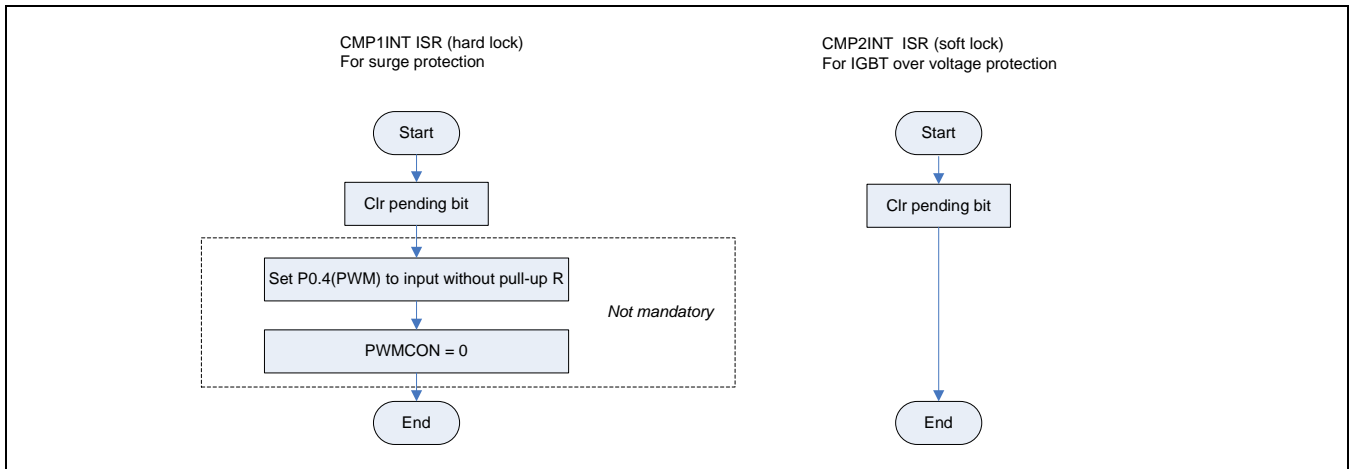 CMP1INT ISR (hard lock)
For surge protection
Start
Clr pending bit
Set P0.4(PWM) to input without pull-up R
Not mandatory
PWMCON = 0
End
CMP2INT ISR (soft lock)
For IGBT over voltage protection
Start
Clr pending bit
End